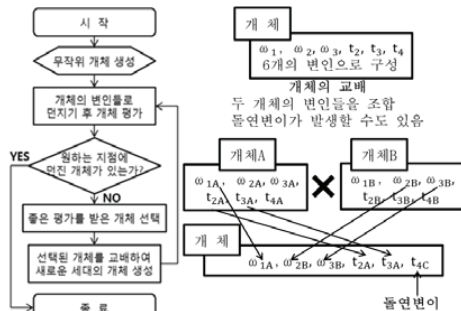 시 작
무작위 개체 생성
개체의 변인들로
던지기 후 개체 평가
YES
원하는 지점에
던진 개체가 있는가?
NO
좋은 평가를 받은 개체 선택
선택된 개체를 교배하여
새로운 세대의 개체 생성
종 료
개 체
ω₁, ω₂, ω₃, t₂, t₃, t₄
6개의 변인으로 구성
개체의 교배
두 개체의 변인들을 조합
돌연변이가 발생할 수도 있음
개체A
ω₁A, ω₂A, ω₃A,
t₂A, t₃A, t₄A
×
개체B
ω₁B, ω₂B, ω₃B,
t₂B, t₃B, t₄B
개 체
ω₁A, ω₂B, ω₃B, t₂A, t₃A, t₄C
돌연변이